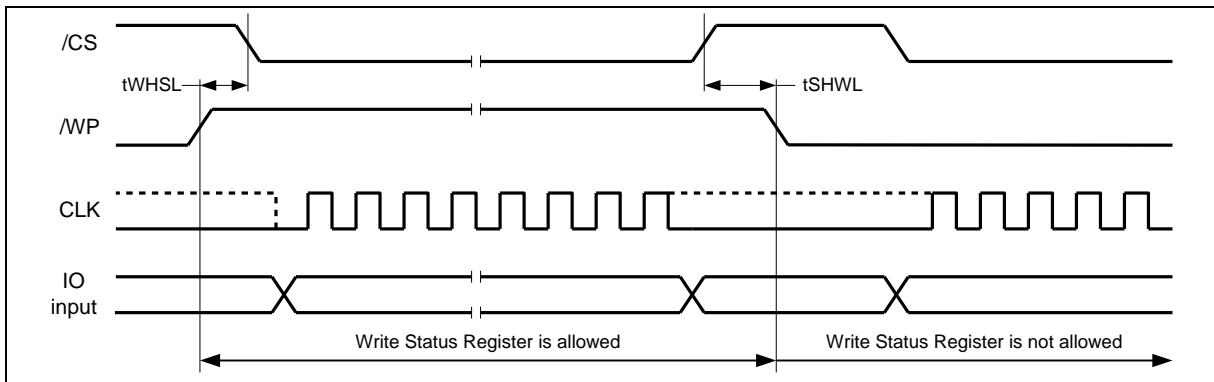 /CS
tWHSL
tSHWL
/WP
CLK
IO
input
Write Status Register is allowed
Write Status Register is not allowed